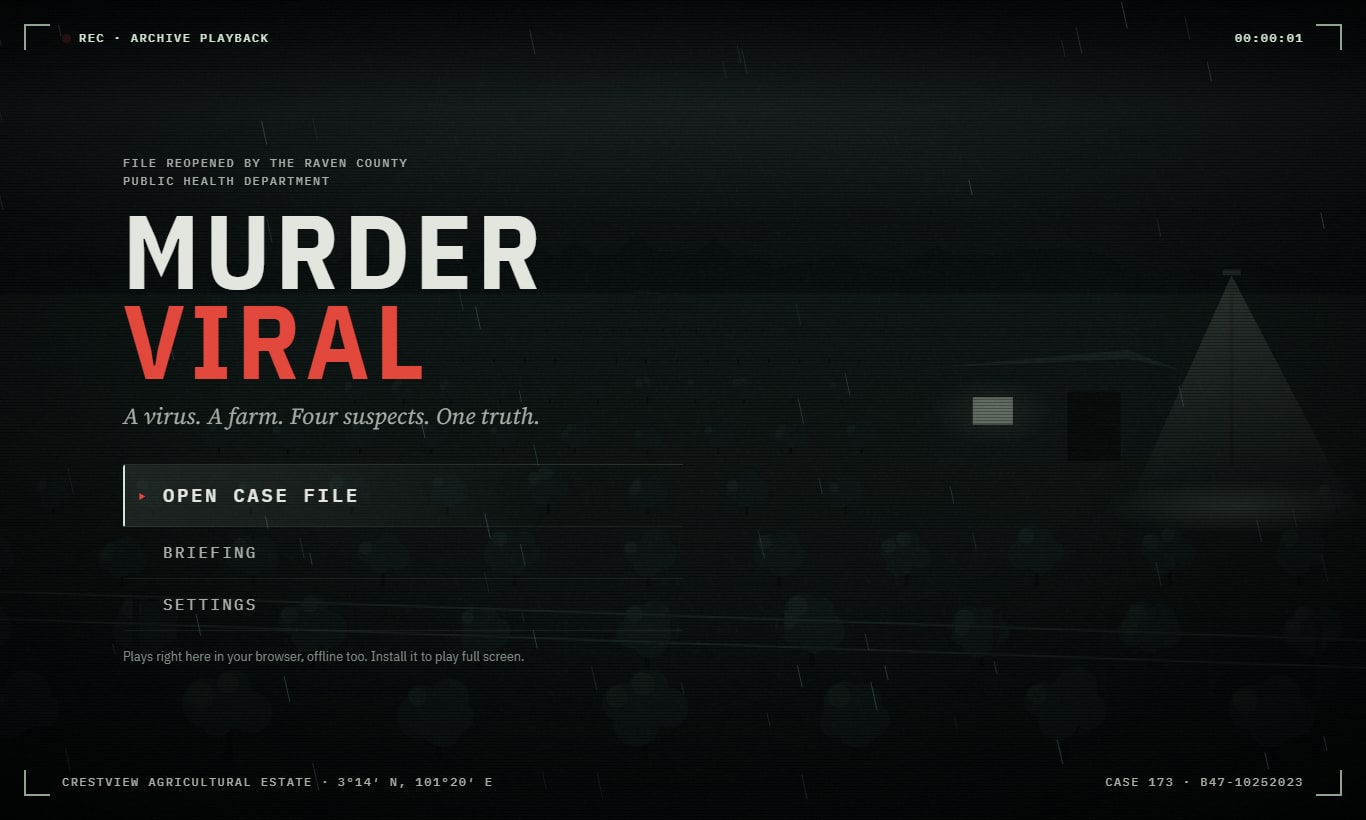 REC · ARCHIVE PLAYBACK
00:00:01
FILE REOPENED BY THE RAVEN COUNTY
PUBLIC HEALTH DEPARTMENT
MURDER
VIRAL
A virus. A farm. Four suspects. One truth.
OPEN CASE FILE
BRIEFING
SETTINGS
Plays right here in your browser, offline too. Install it to play full screen.
CRESTVIEW AGRICULTURAL ESTATE · 3°14′ N, 101°20′ E
CASE 173 · B47-10252023